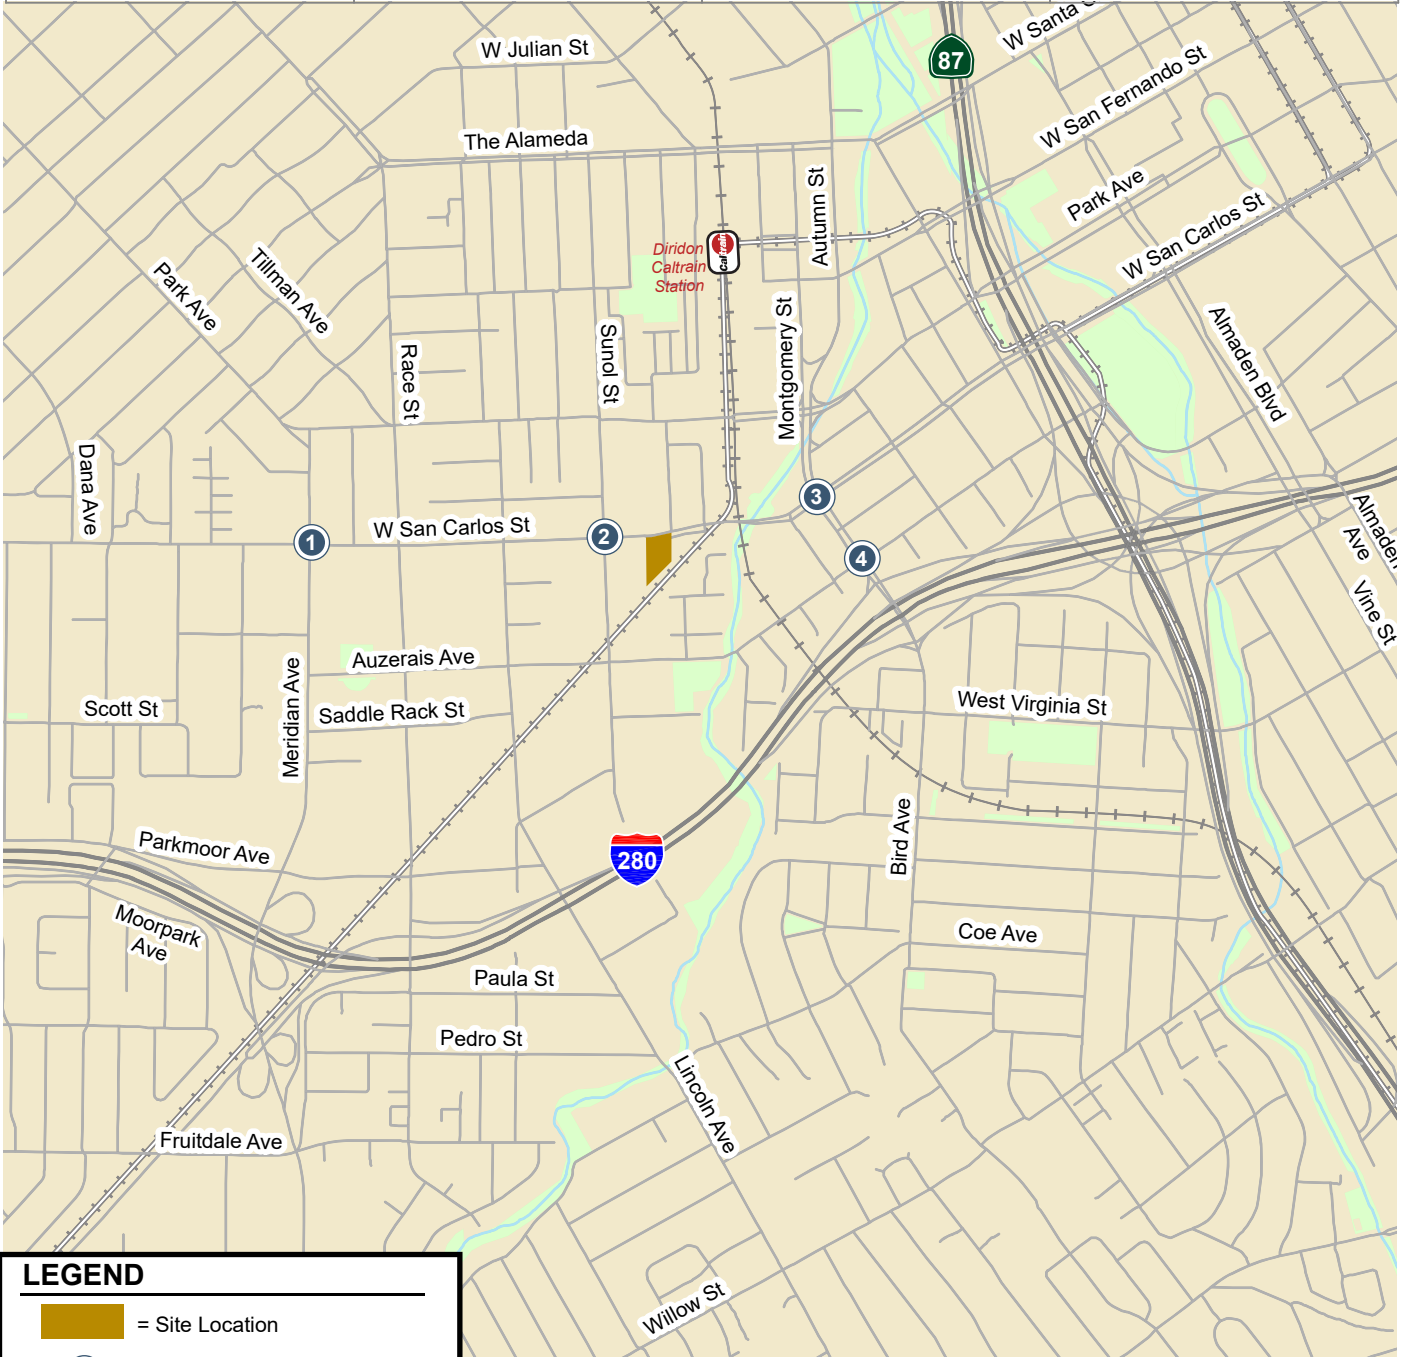 W Julian St
87
W Santa
W San Fernando St
The Alameda
Park Ave
Autumn St
W San Carlos St
Diridon
Caltrain
Station
Caltrain
Tillman Ave
Park Ave
Race St
Sunol St
Montgomery St
Almaden Blvd
Dana Ave
W San Carlos St
1
2
3
4
Almaden
Ave
Vine St
Auzerais Ave
Meridian Ave
Scott St
Saddle Rack St
West Virginia St
Parkmoor Ave
280
Bird Ave
Moorpark
Ave
Coe Ave
Paula St
Pedro St
Lincoln Ave
Fruitdale Ave
Willow St
LEGEND
= Site Location